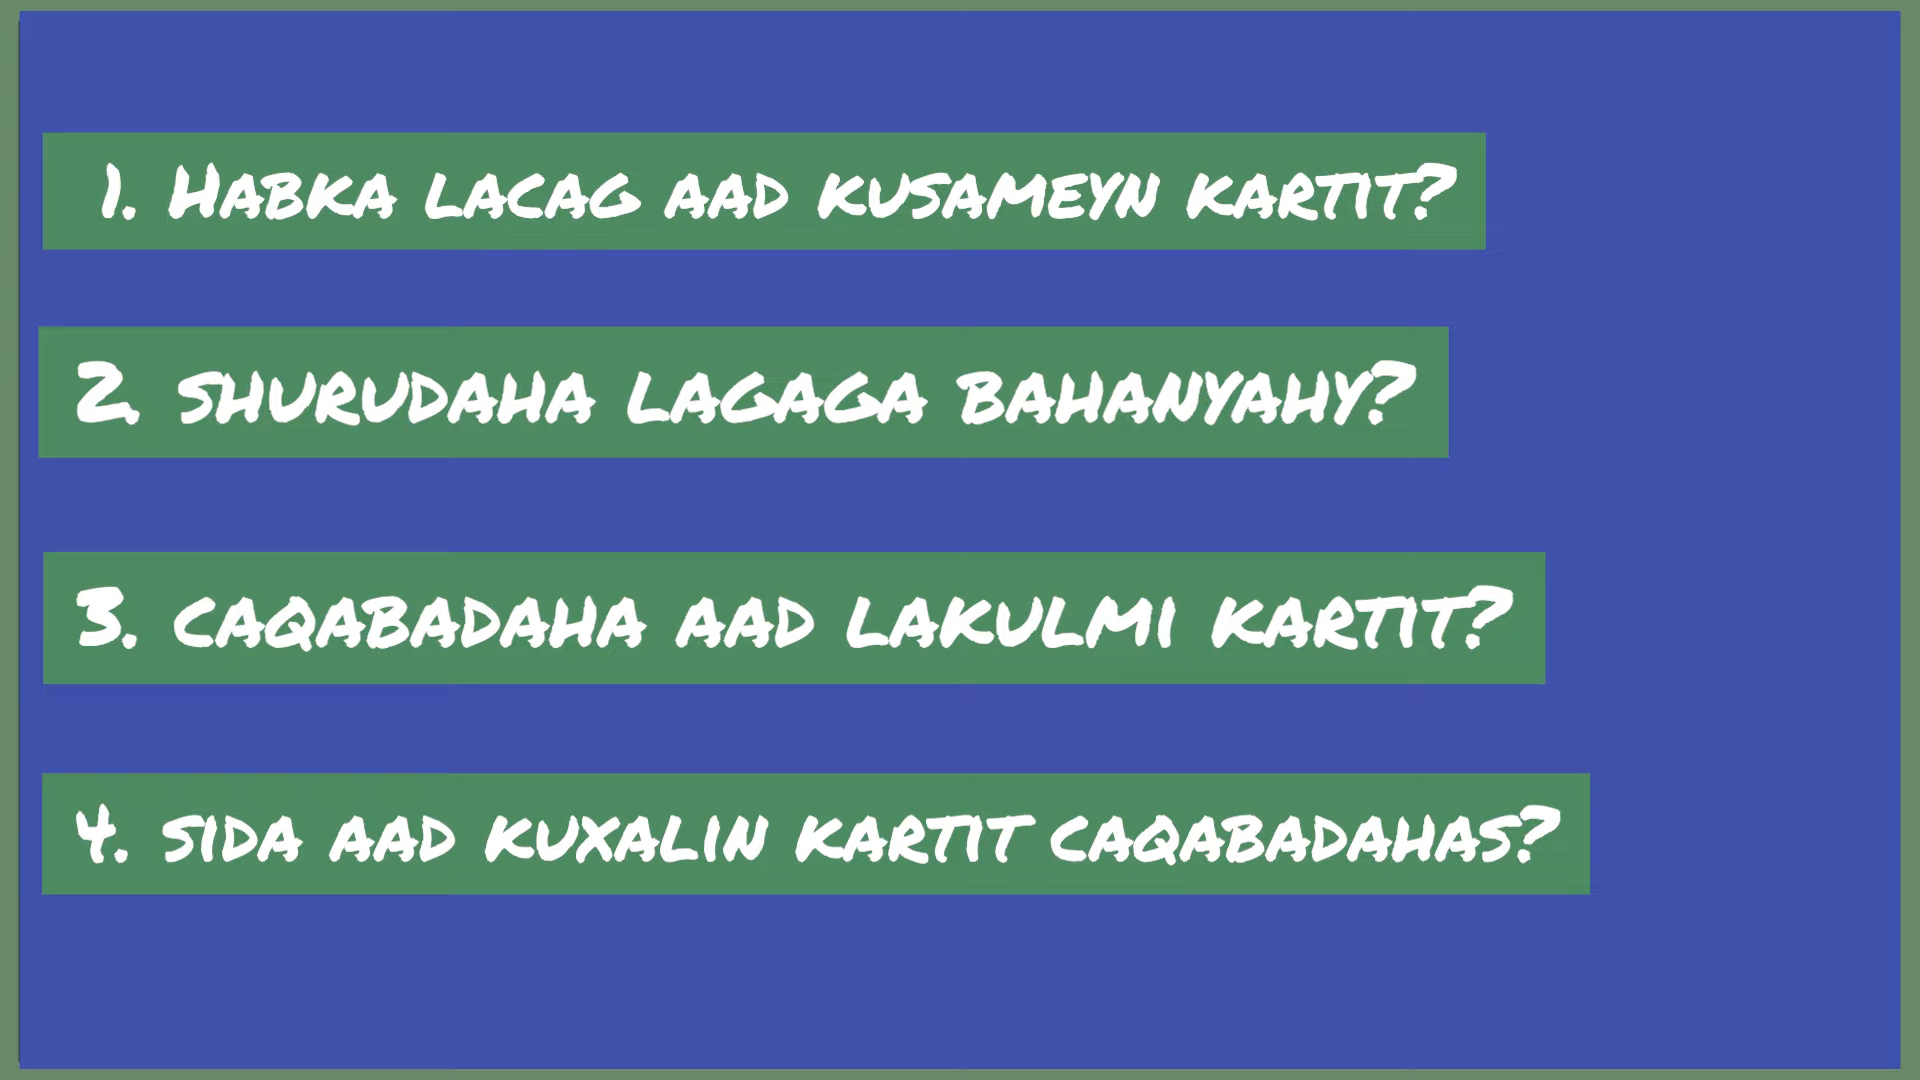 1. Habka lacag aad kusameyn kartit?
2. shurudaha lagaga bahanyahy?
3. caqabadaha aad lakulmi kartit?
4. sida aad kuxalin kartit caqabadahas?